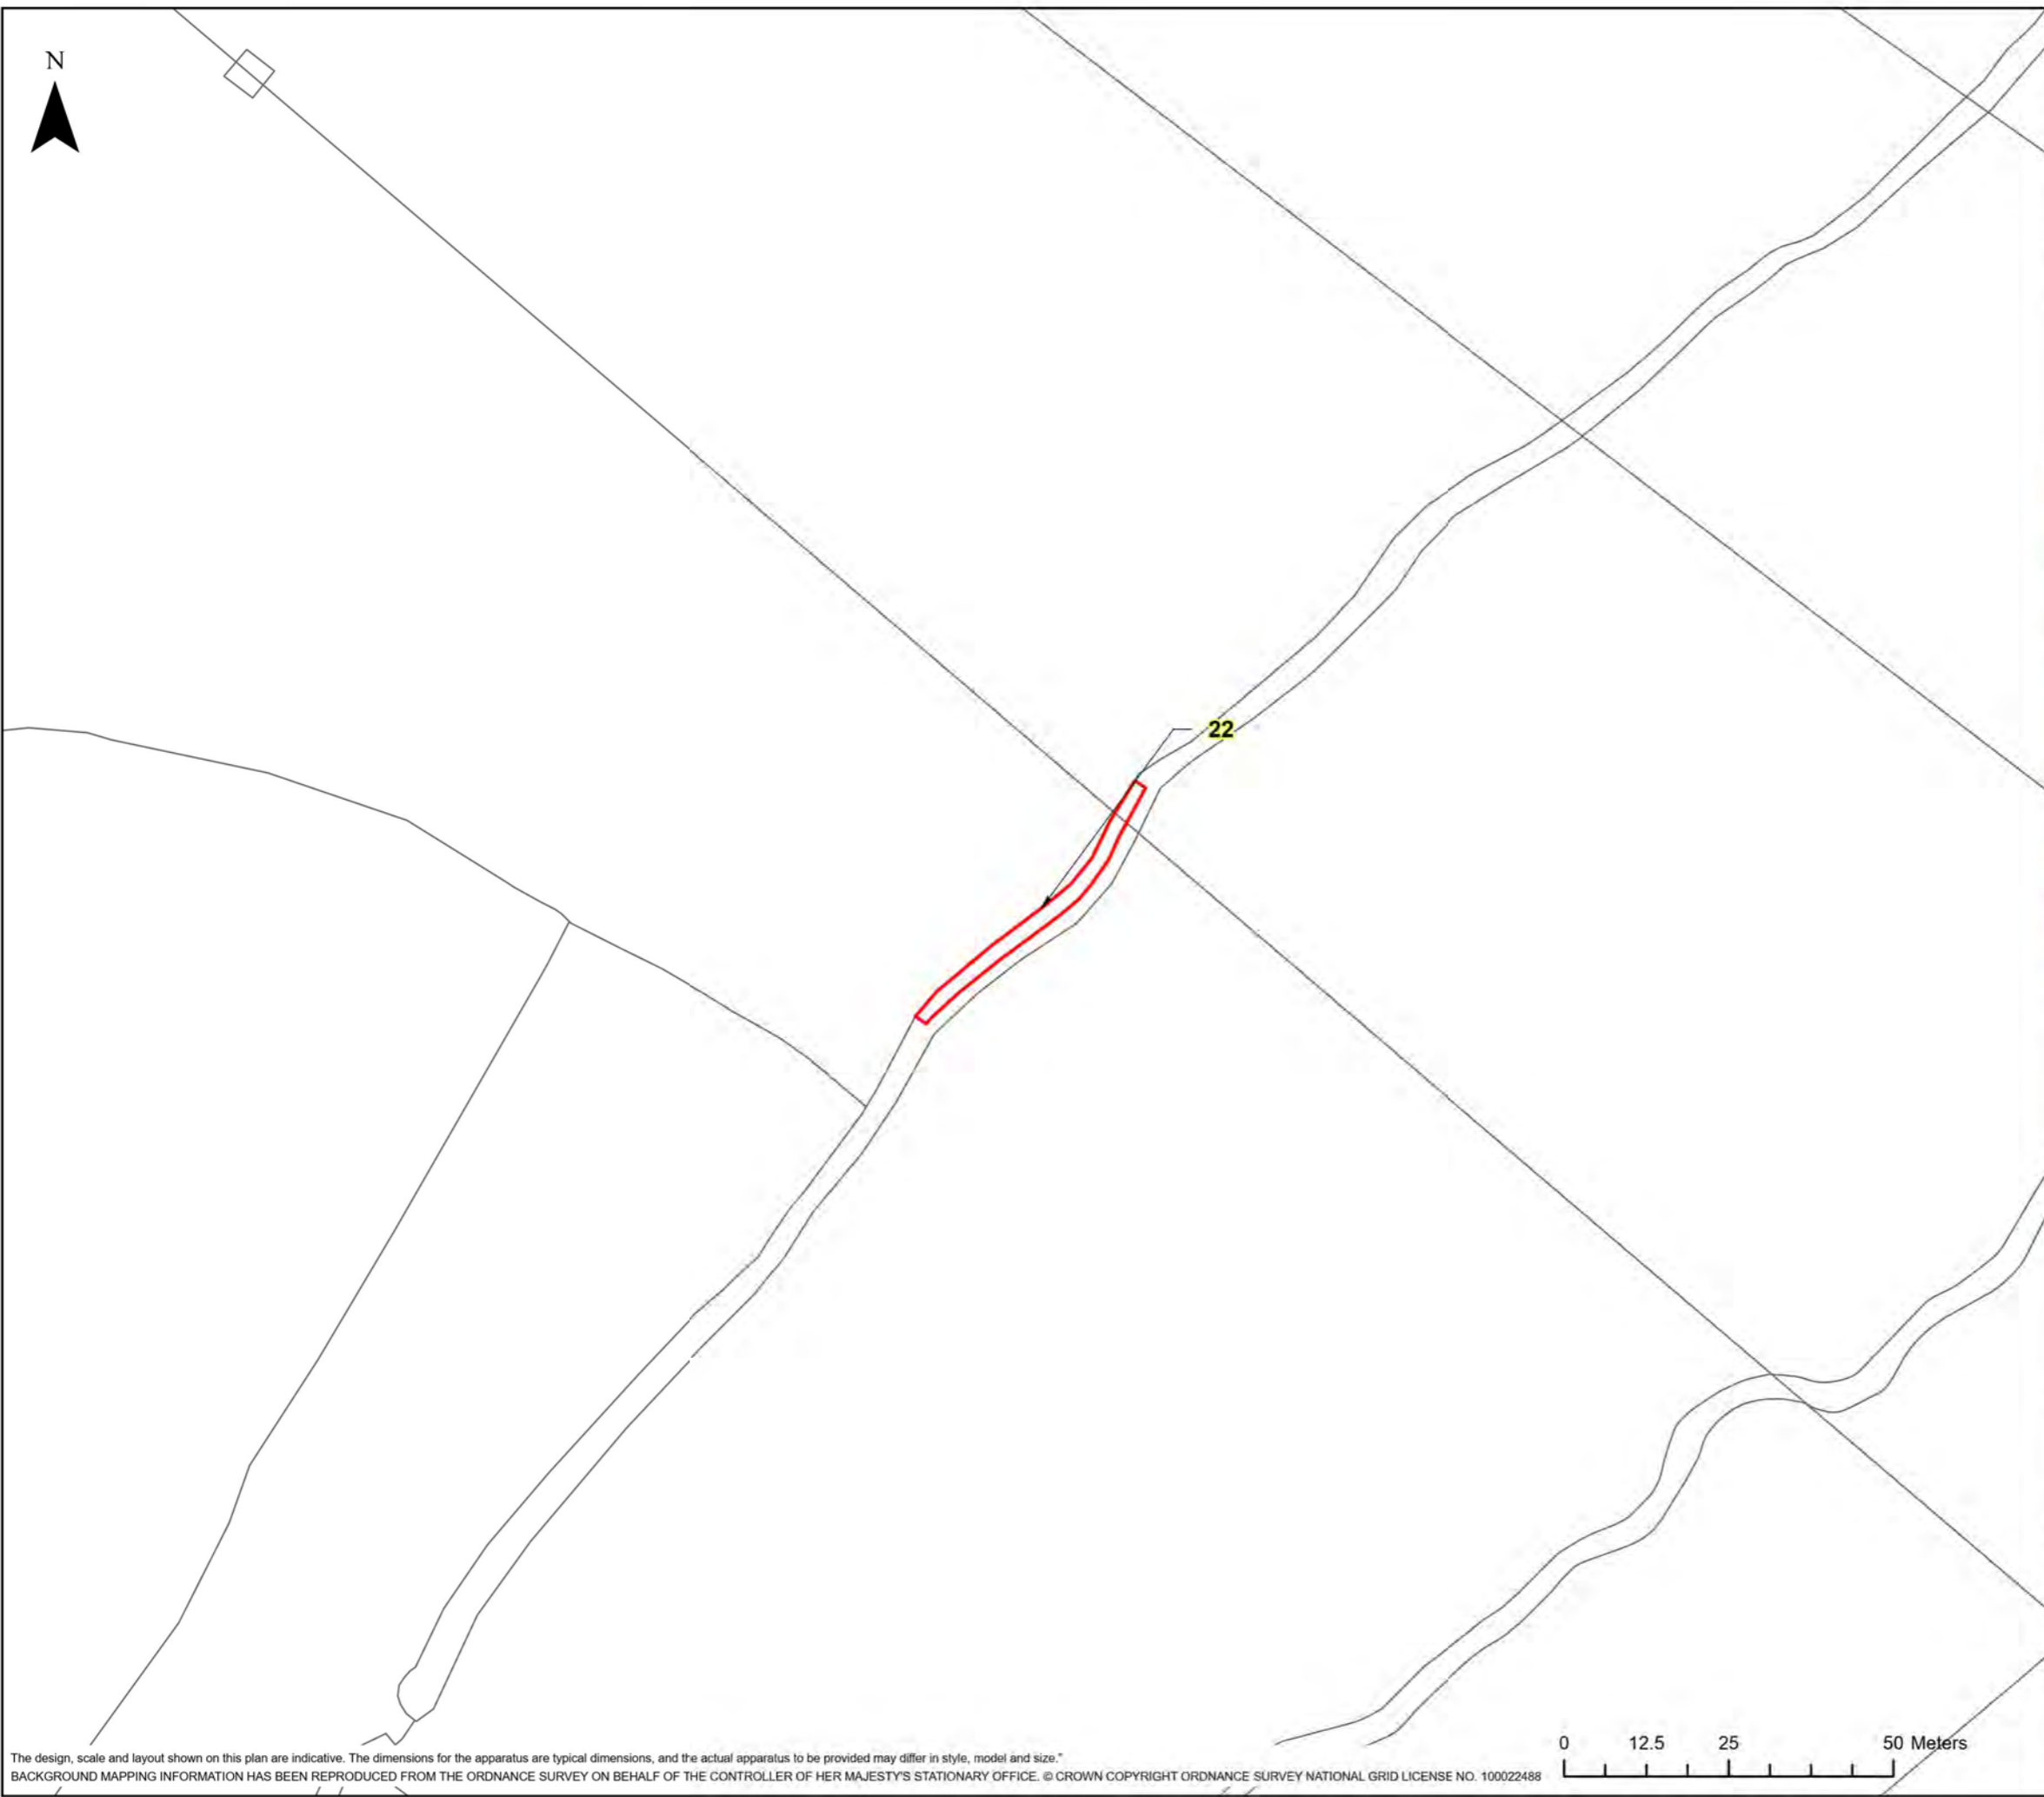 N
22
0 12.5 25 50 Meters
The design, scale and layout shown on this plan are indicative. The dimensions for the apparatus are typical dimensions, and the actual apparatus to be provided may differ in style, model and size."
BACKGROUND MAPPING INFORMATION HAS BEEN REPRODUCED FROM THE ORDNANCE SURVEY ON BEHALF OF THE CONTROLLER OF HER MAJESTY'S STATIONARY OFFICE. © CROWN COPYRIGHT ORDNANCE SURVEY NATIONAL GRID LICENSE NO. 100022488